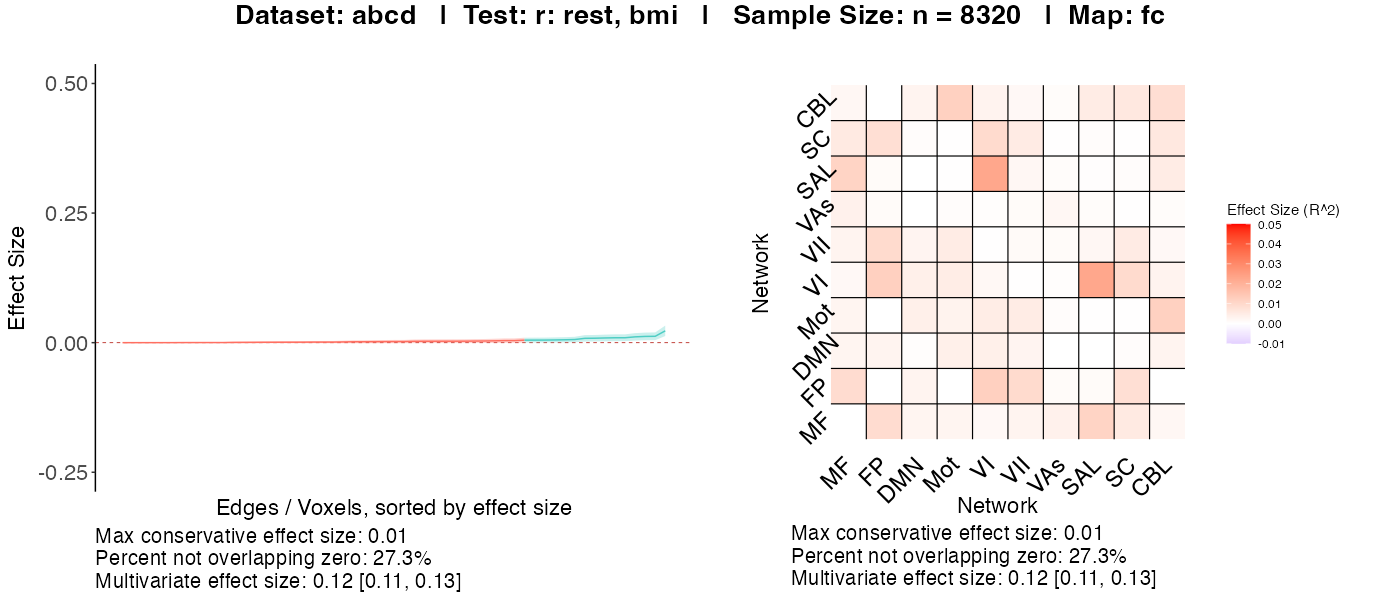 Dataset: abcd | Test: r: rest, bmi | Sample Size: n = 8320 | Map: fc
Effect Size
0.50
0.25
0.00
-0.25
Edges / Voxels, sorted by effect size
Max conservative effect size: 0.01
Percent not overlapping zero: 27.3%
Multivariate effect size: 0.12 [0.11, 0.13]
Network
CBL
SC
SAL
VAs
VII
VI
Mot
DMN
FP
MF
MF FP DMN Mot VI VII VAs SAL SC CBL
Network
Max conservative effect size: 0.01
Percent not overlapping zero: 27.3%
Multivariate effect size: 0.12 [0.11, 0.13]
Effect Size (R^2)
0.05
0.04
0.03
0.02
0.01
0.00
-0.01